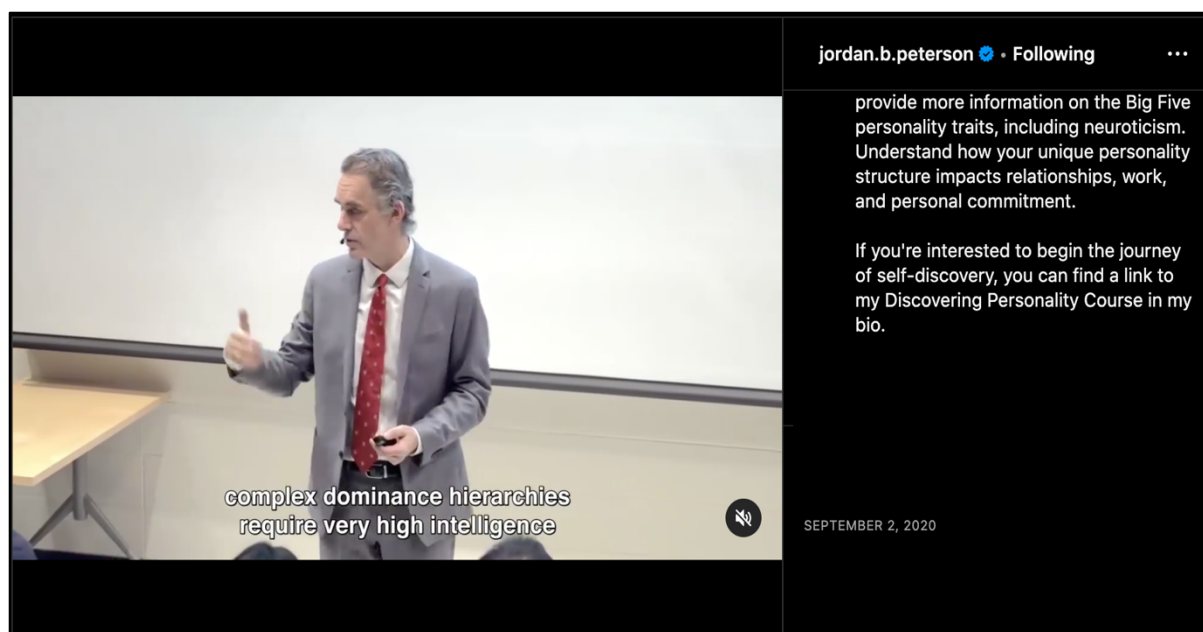 jordan.b.peterson • Following
provide more information on the Big Five
personality traits, including neuroticism.
Understand how your unique personality
structure impacts relationships, work,
and personal commitment.
If you're interested to begin the journey
of self-discovery, you can find a link to
my Discovering Personality Course in my
bio.
complex dominance hierarchies
require very high intelligence
SEPTEMBER 2, 2020